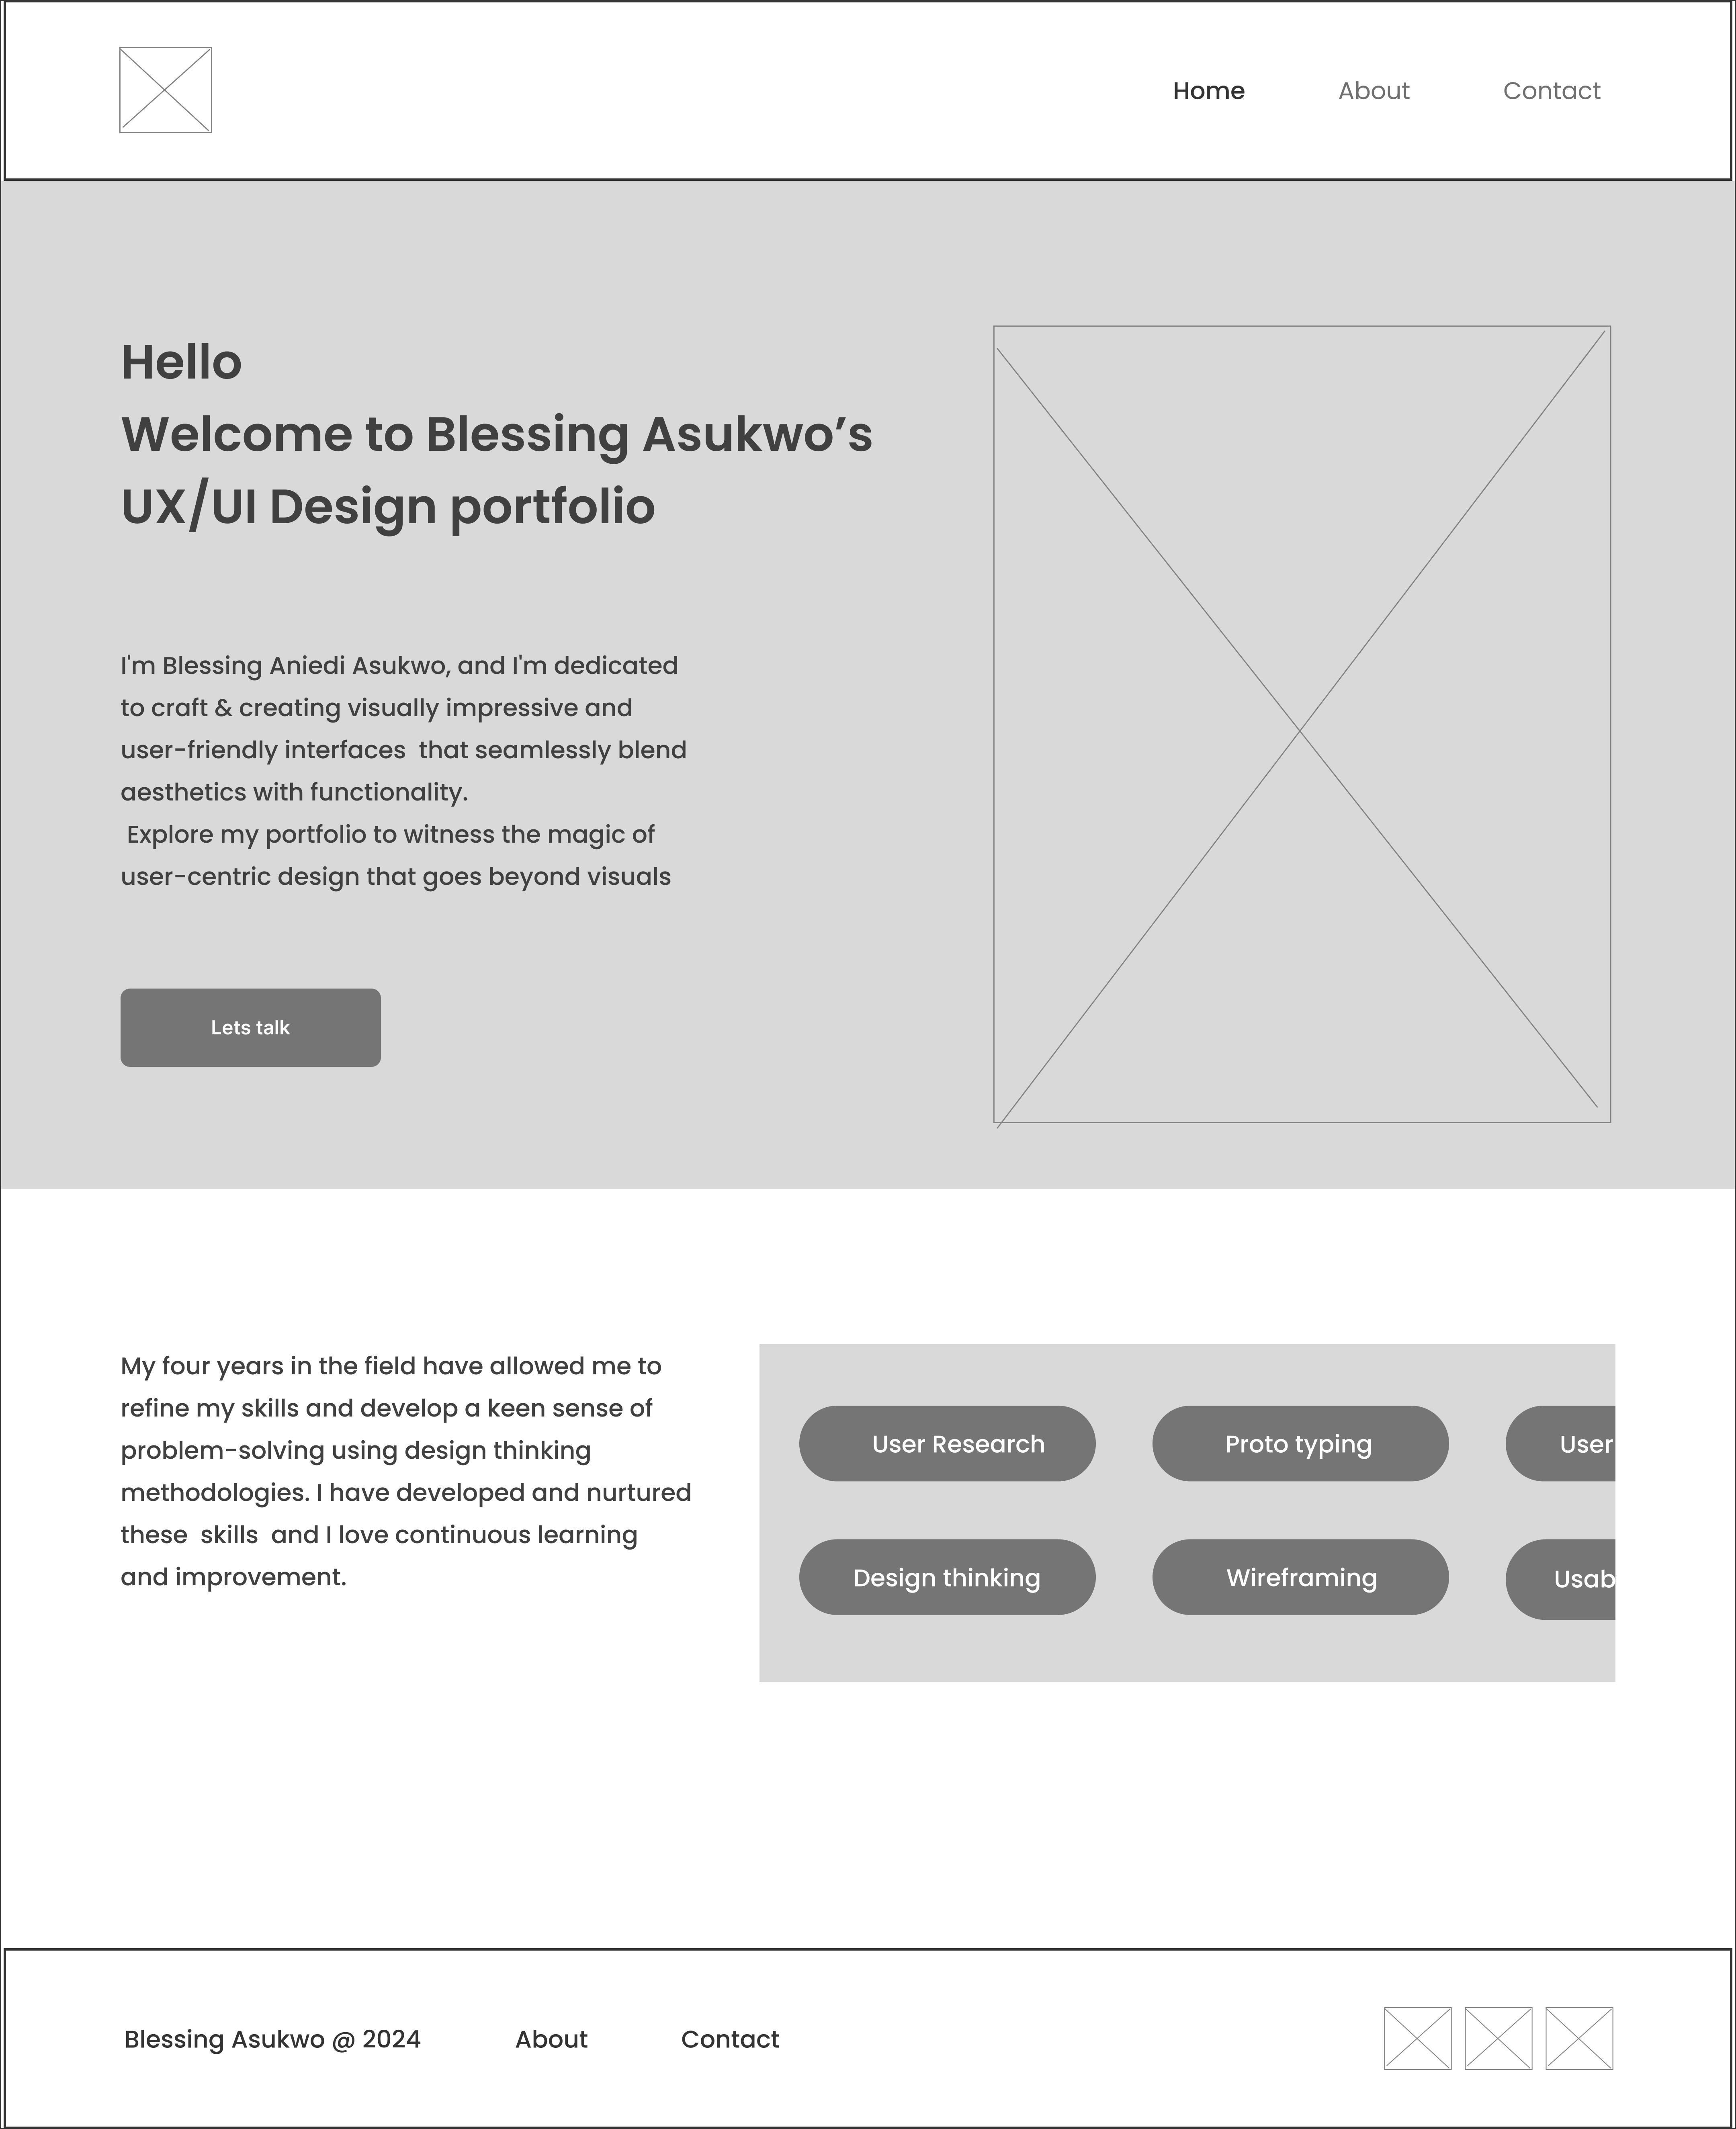 Home About Contact
Hello
Welcome to Blessing Asukwo’s
UX/UI Design portfolio
I'm Blessing Aniedi Asukwo, and I'm dedicated
to craft & creating visually impressive and
user-friendly interfaces  that seamlessly blend
aesthetics with functionality.
Explore my portfolio to witness the magic of
user-centric design that goes beyond visuals
Lets talk
My four years in the field have allowed me to
refine my skills and develop a keen sense of
problem-solving using design thinking
methodologies. I have developed and nurtured
these  skills  and I love continuous learning
and improvement.
User Research Proto typing User
Design thinking Wireframing Usab
Blessing Asukwo @ 2024 About Contact